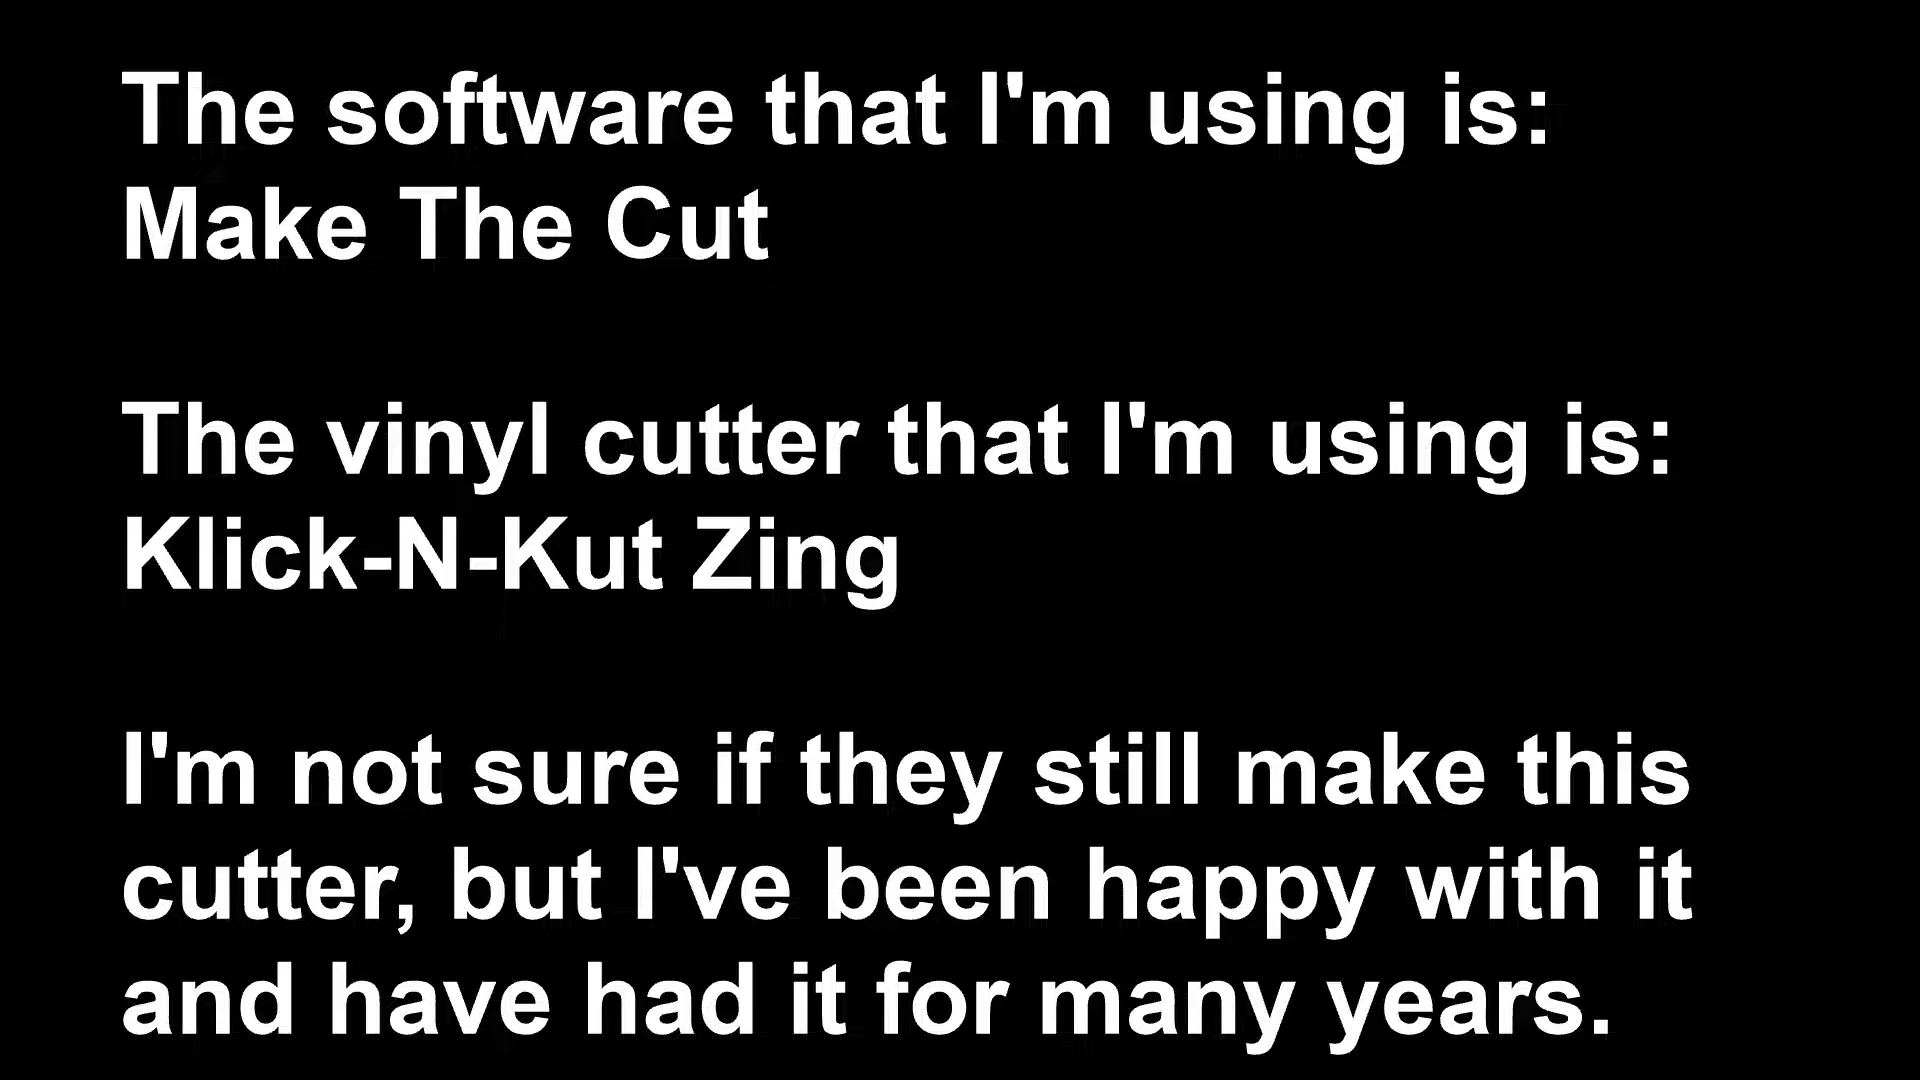 The software that I'm using is:
Make The Cut
The vinyl cutter that I'm using is:
Klick-N-Kut Zing
I'm not sure if they still make this
cutter, but I've been happy with it
and have had it for many years.